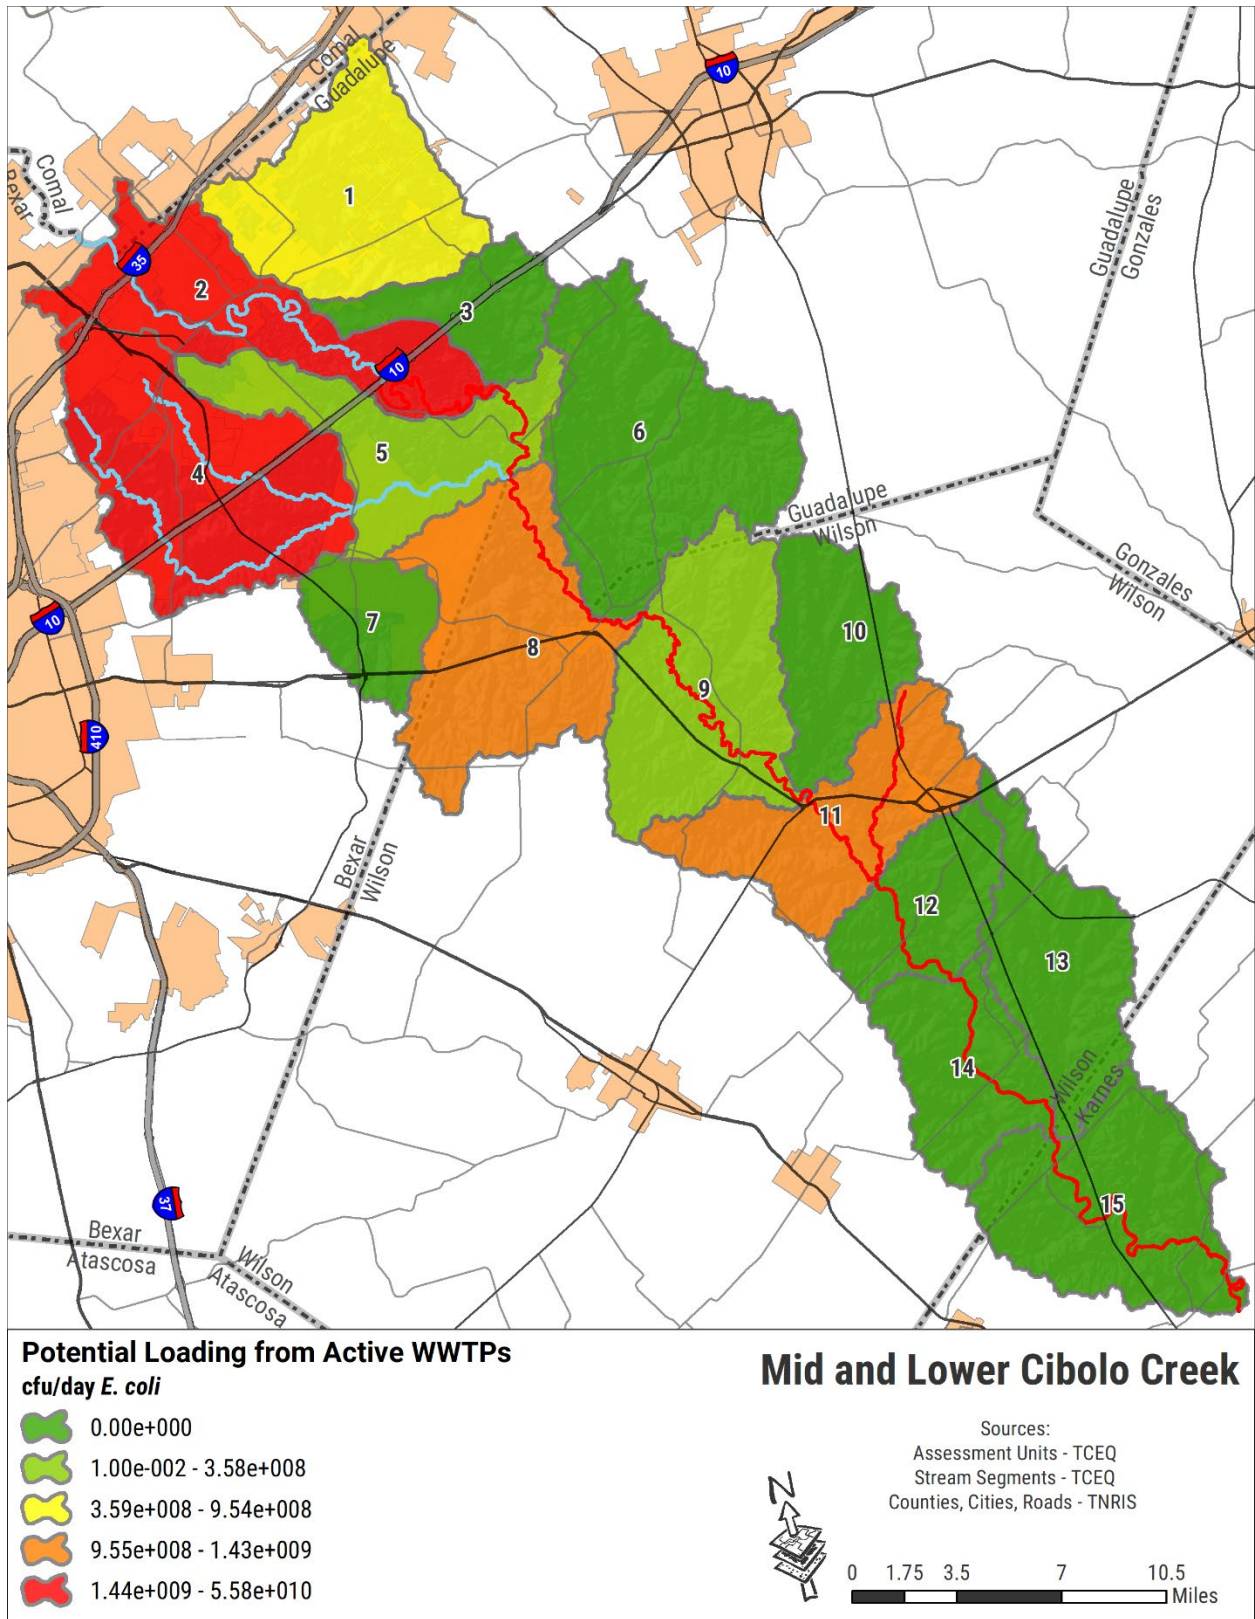 Comal
Guadalupe
10
Comal
Bexar
1
Guadalupe
Gonzales
35
2
3
10
6
5
4
Guadalupe
Wilson
Gonzales
Wilson
10
7
8
10
9
410
11
Bexar
Wilson
12
13
14
Wilson
Karnes
37
15
Bexar
Atascosa
Wilson
Atascosa
Potential Loading from Active WWTPs
cfu/day E. coli
0.00e+000
1.00e-002 - 3.58e+008
3.59e+008 - 9.54e+008
9.55e+008 - 1.43e+009
1.44e+009 - 5.58e+010
Mid and Lower Cibolo Creek
Sources:
Assessment Units - TCEQ
Stream Segments - TCEQ
Counties, Cities, Roads - TNRIS
N
0 1.75 3.5 7 10.5
Miles